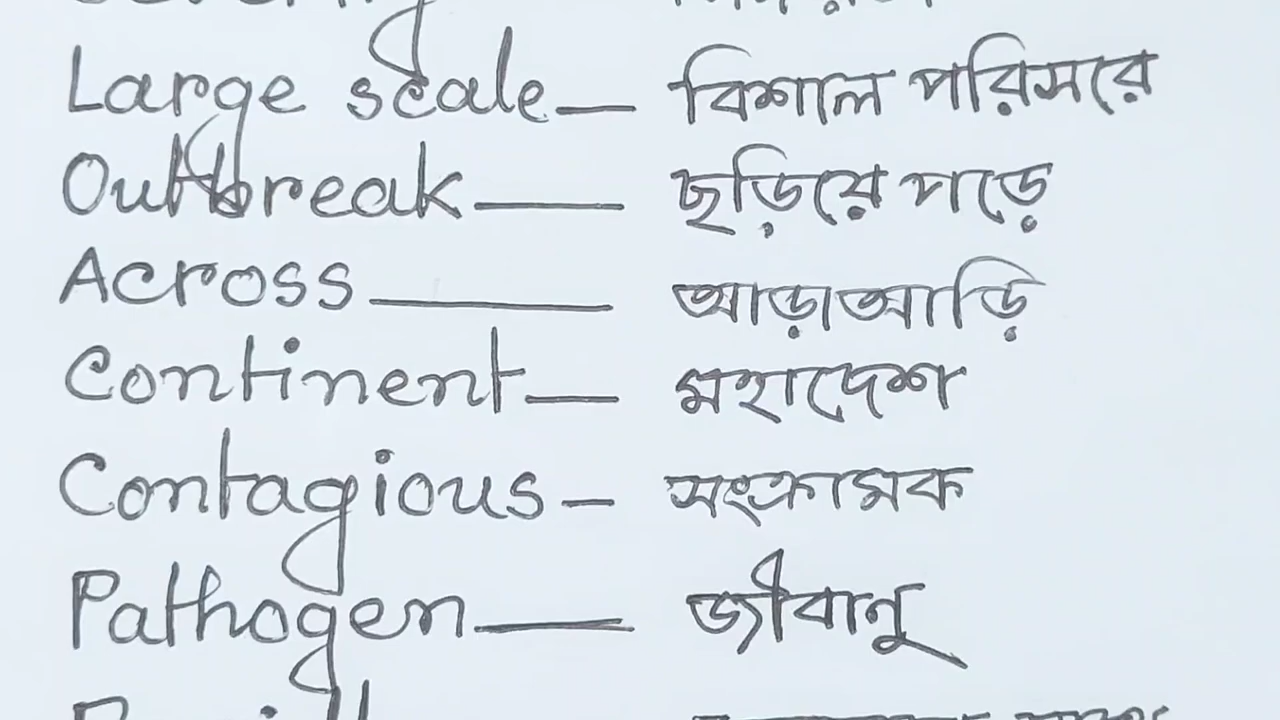 Large scale — বিশাল পরিসরে
Outbreak — ছড়িয়ে পড়ে
Across — আড়াআড়ি
Continent — মহাদেশ
Contagious — সংক্রামক
Pathogen — জীবানু